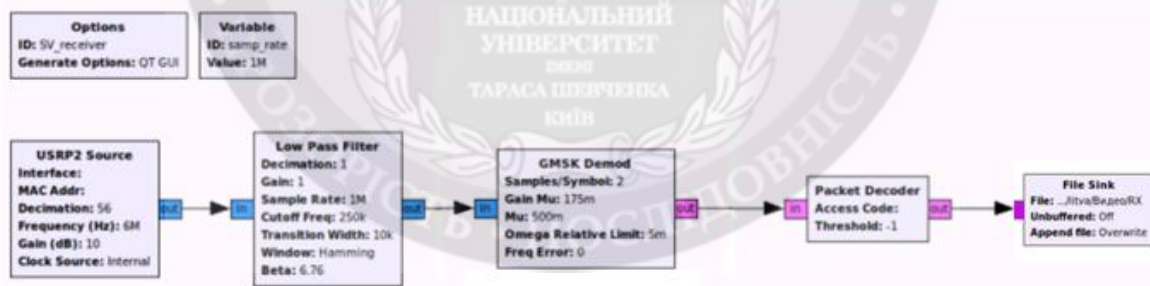 НАЦІОНАЛЬНИЙ
УНІВЕРСИТЕТ
ІМЕНІ
ТАРАСА ШЕВЧЕНКА
КИЇВ
Options
ID: SV_receiver
Generate Options: QT GUI
Variable
ID: samp_rate
Value: 1M
USRP2 Source
Interface:
MAC Addr:
Decimation: 56
Frequency (Hz): 6M
Gain (dB): 10
Clock Source: Internal
out
in
Low Pass Filter
Decimation: 1
Gain: 1
Sample Rate: 1M
Cutoff Freq: 250k
Transition Width: 10k
Window: Hamming
Beta: 6.76
out
in
GMSK Demod
Samples/Symbol: 2
Gain Mu: 175m
Mu: 500m
Omega Relative Limit: 5m
Freq Error: 0
out
in
Packet Decoder
Access Code:
Threshold: -1
out
File Sink
File: .../litva/Видео/RX
Unbuffered: Off
Append file: Overwrite